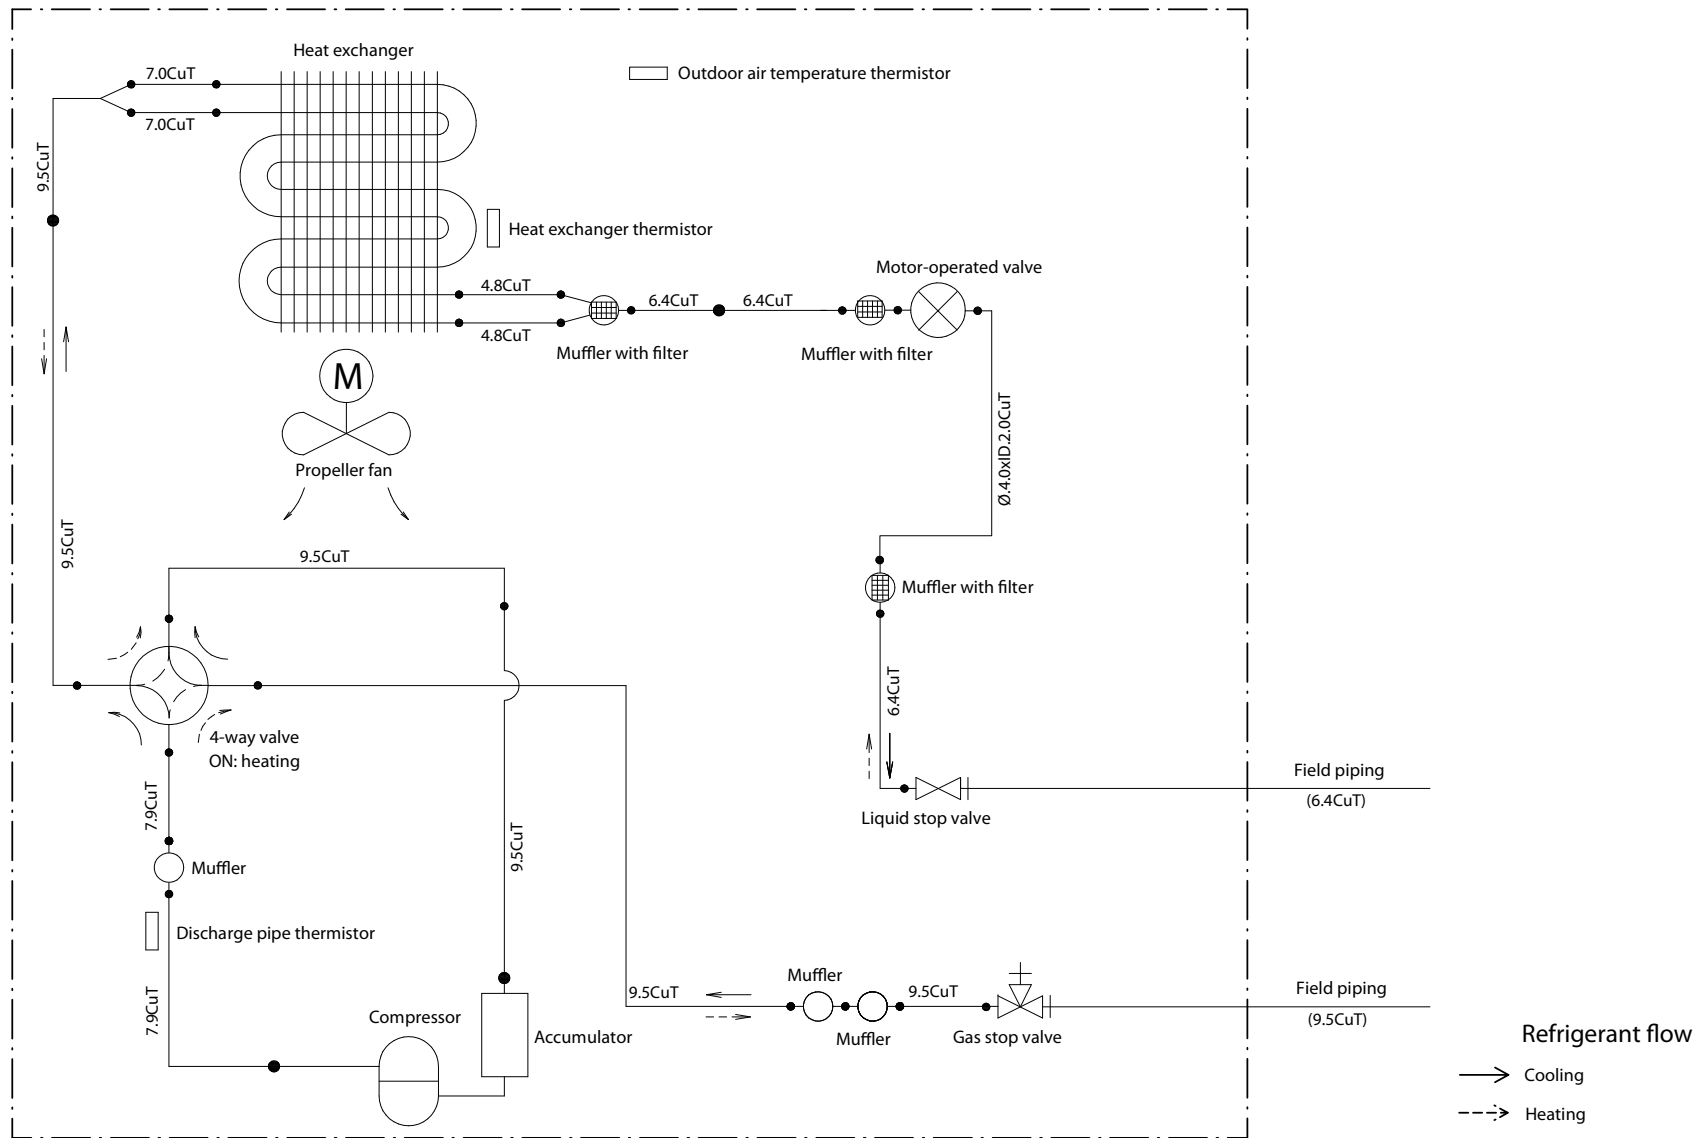 Heat exchanger
7.0CuT
Outdoor air temperature thermistor
7.0CuT
9.5CuT
Heat exchanger thermistor
Motor-operated valve
4.8CuT
6.4CuT
6.4CuT
4.8CuT
Muffler with filter
Muffler with filter
M
Ø.4.0xID.2.0CuT
Propeller fan
9.5CuT
9.5CuT
Muffler with filter
6.4CuT
4-way valve
ON: heating
Field piping
(6.4CuT)
7.9CuT
Liquid stop valve
9.5CuT
Muffler
Discharge pipe thermistor
Muffler
9.5CuT
9.5CuT
Field piping
(9.5CuT)
7.9CuT
Compressor
Accumulator
Muffler
Gas stop valve
Refrigerant flow
Cooling
Heating